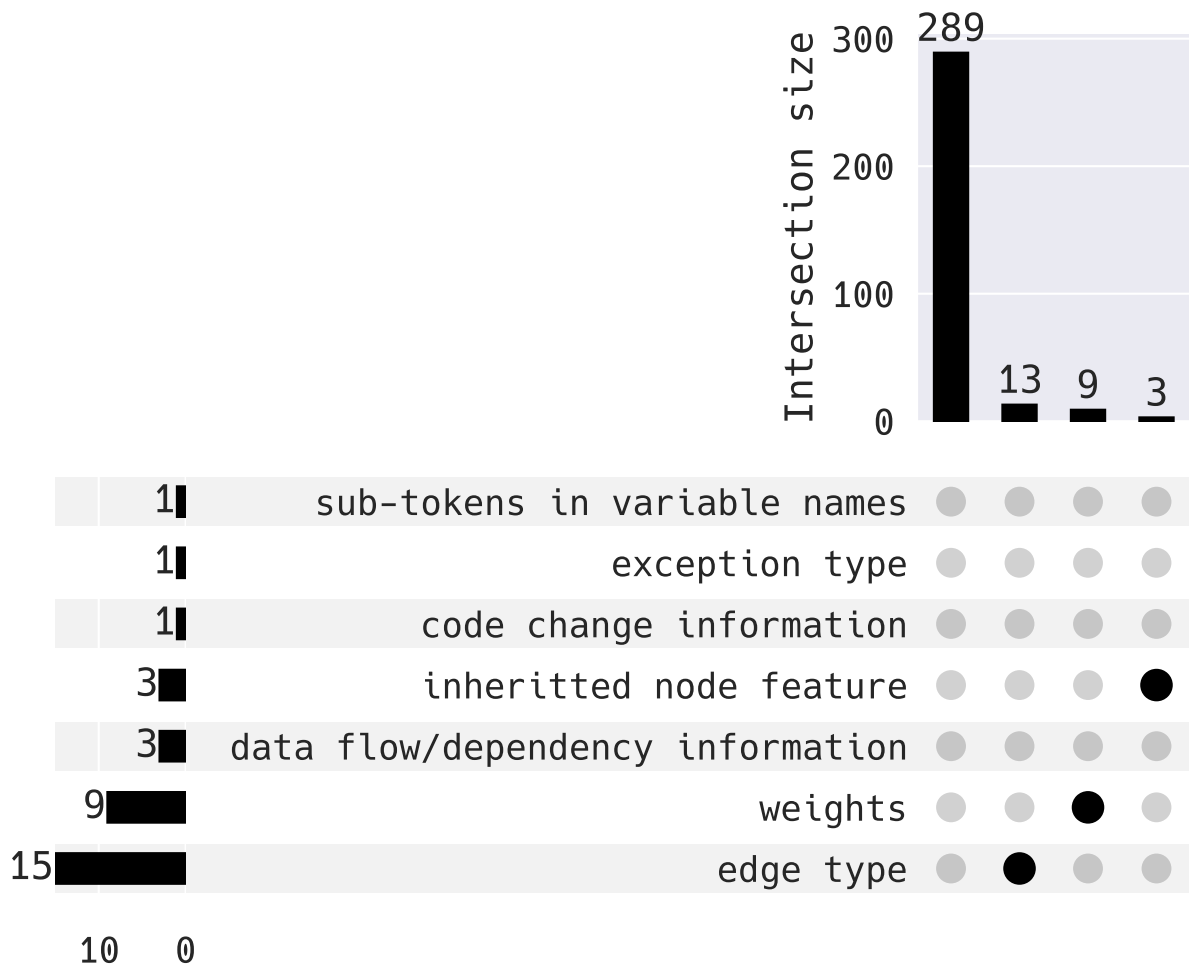 289
300
200
100
0
Intersection size
13
9
3
1 sub-tokens in variable names
1 exception type
1 code change information
3 inheritted node feature
3 data flow/dependency information
9 weights
15 edge type
10 0